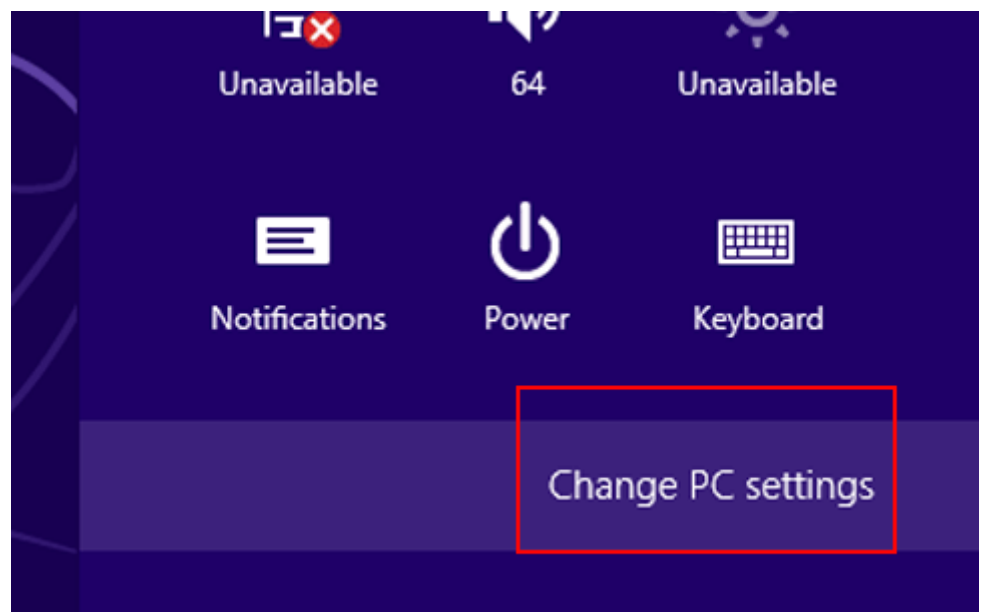 Unavailable 64 Unavailable
Notifications Power Keyboard
Change PC settings